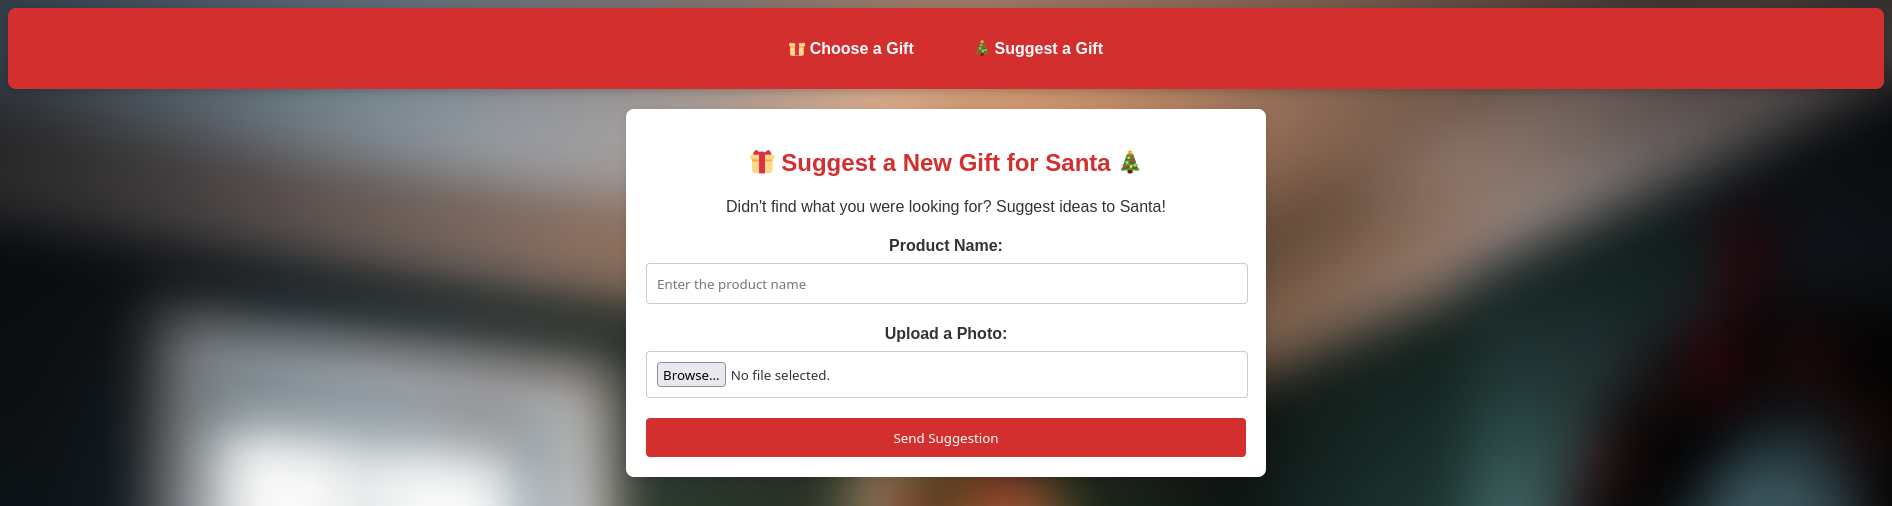 🎁 Choose a Gift
🎄 Suggest a Gift
🎁 Suggest a New Gift for Santa 🎄
Didn't find what you were looking for? Suggest ideas to Santa!
Product Name:
Enter the product name
Upload a Photo:
Browse... No file selected.
Send Suggestion